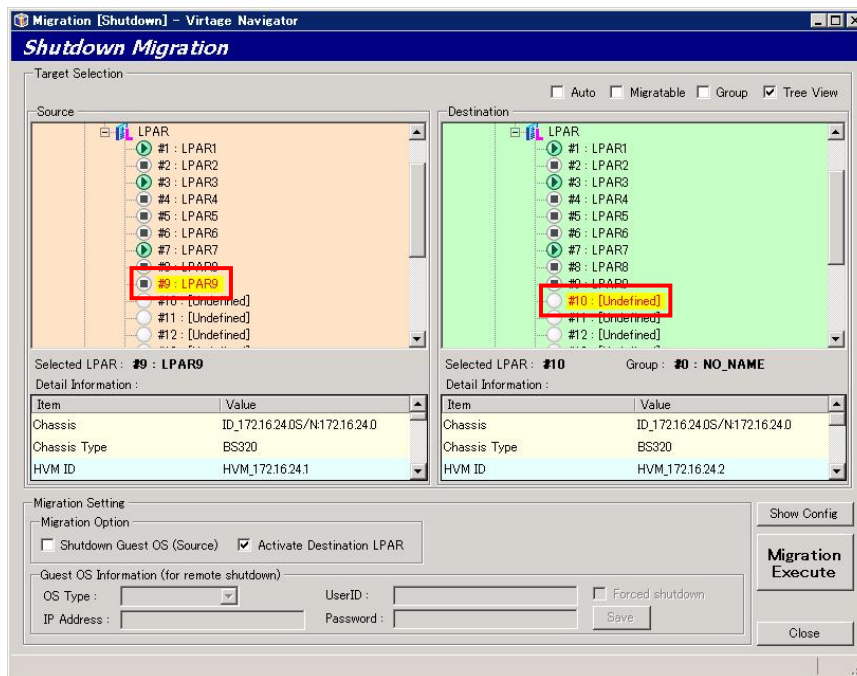 Migration [Shutdown] - Virtage Navigator
Shutdown Migration
Target Selection
Auto Migratable Group Tree View
Source
LPAR
#1 : LPAR1
#2 : LPAR2
#3 : LPAR3
#4 : LPAR4
#5 : LPAR5
#6 : LPAR6
#7 : LPAR7
#8 : LPAR8
#9 : LPAR9
#10 : [Undefined]
#11 : [Undefined]
#12 : [Undefined]
Selected LPAR : #9 : LPAR9
Detail Information :
Item Value
Chassis ID_172.16.24.0S/N:172.16.24.0
Chassis Type BS320
HVM ID HVM_172.16.24.1
Destination
LPAR
#1 : LPAR1
#2 : LPAR2
#3 : LPAR3
#4 : LPAR4
#5 : LPAR5
#6 : LPAR6
#7 : LPAR7
#8 : LPAR8
#9 : LPAR9
#10 : [Undefined]
#11 : [Undefined]
#12 : [Undefined]
Selected LPAR : #10 Group : #0 : NO_NAME
Detail Information :
Item Value
Chassis ID_172.16.24.0S/N:172.16.24.0
Chassis Type BS320
HVM ID HVM_172.16.24.2
Migration Setting
Migration Option
Shutdown Guest OS (Source) Activate Destination LPAR
Guest OS Information (for remote shutdown)
OS Type : UserID : Forced shutdown
IP Address : Password : Save
Show Config
Migration
Execute
Close